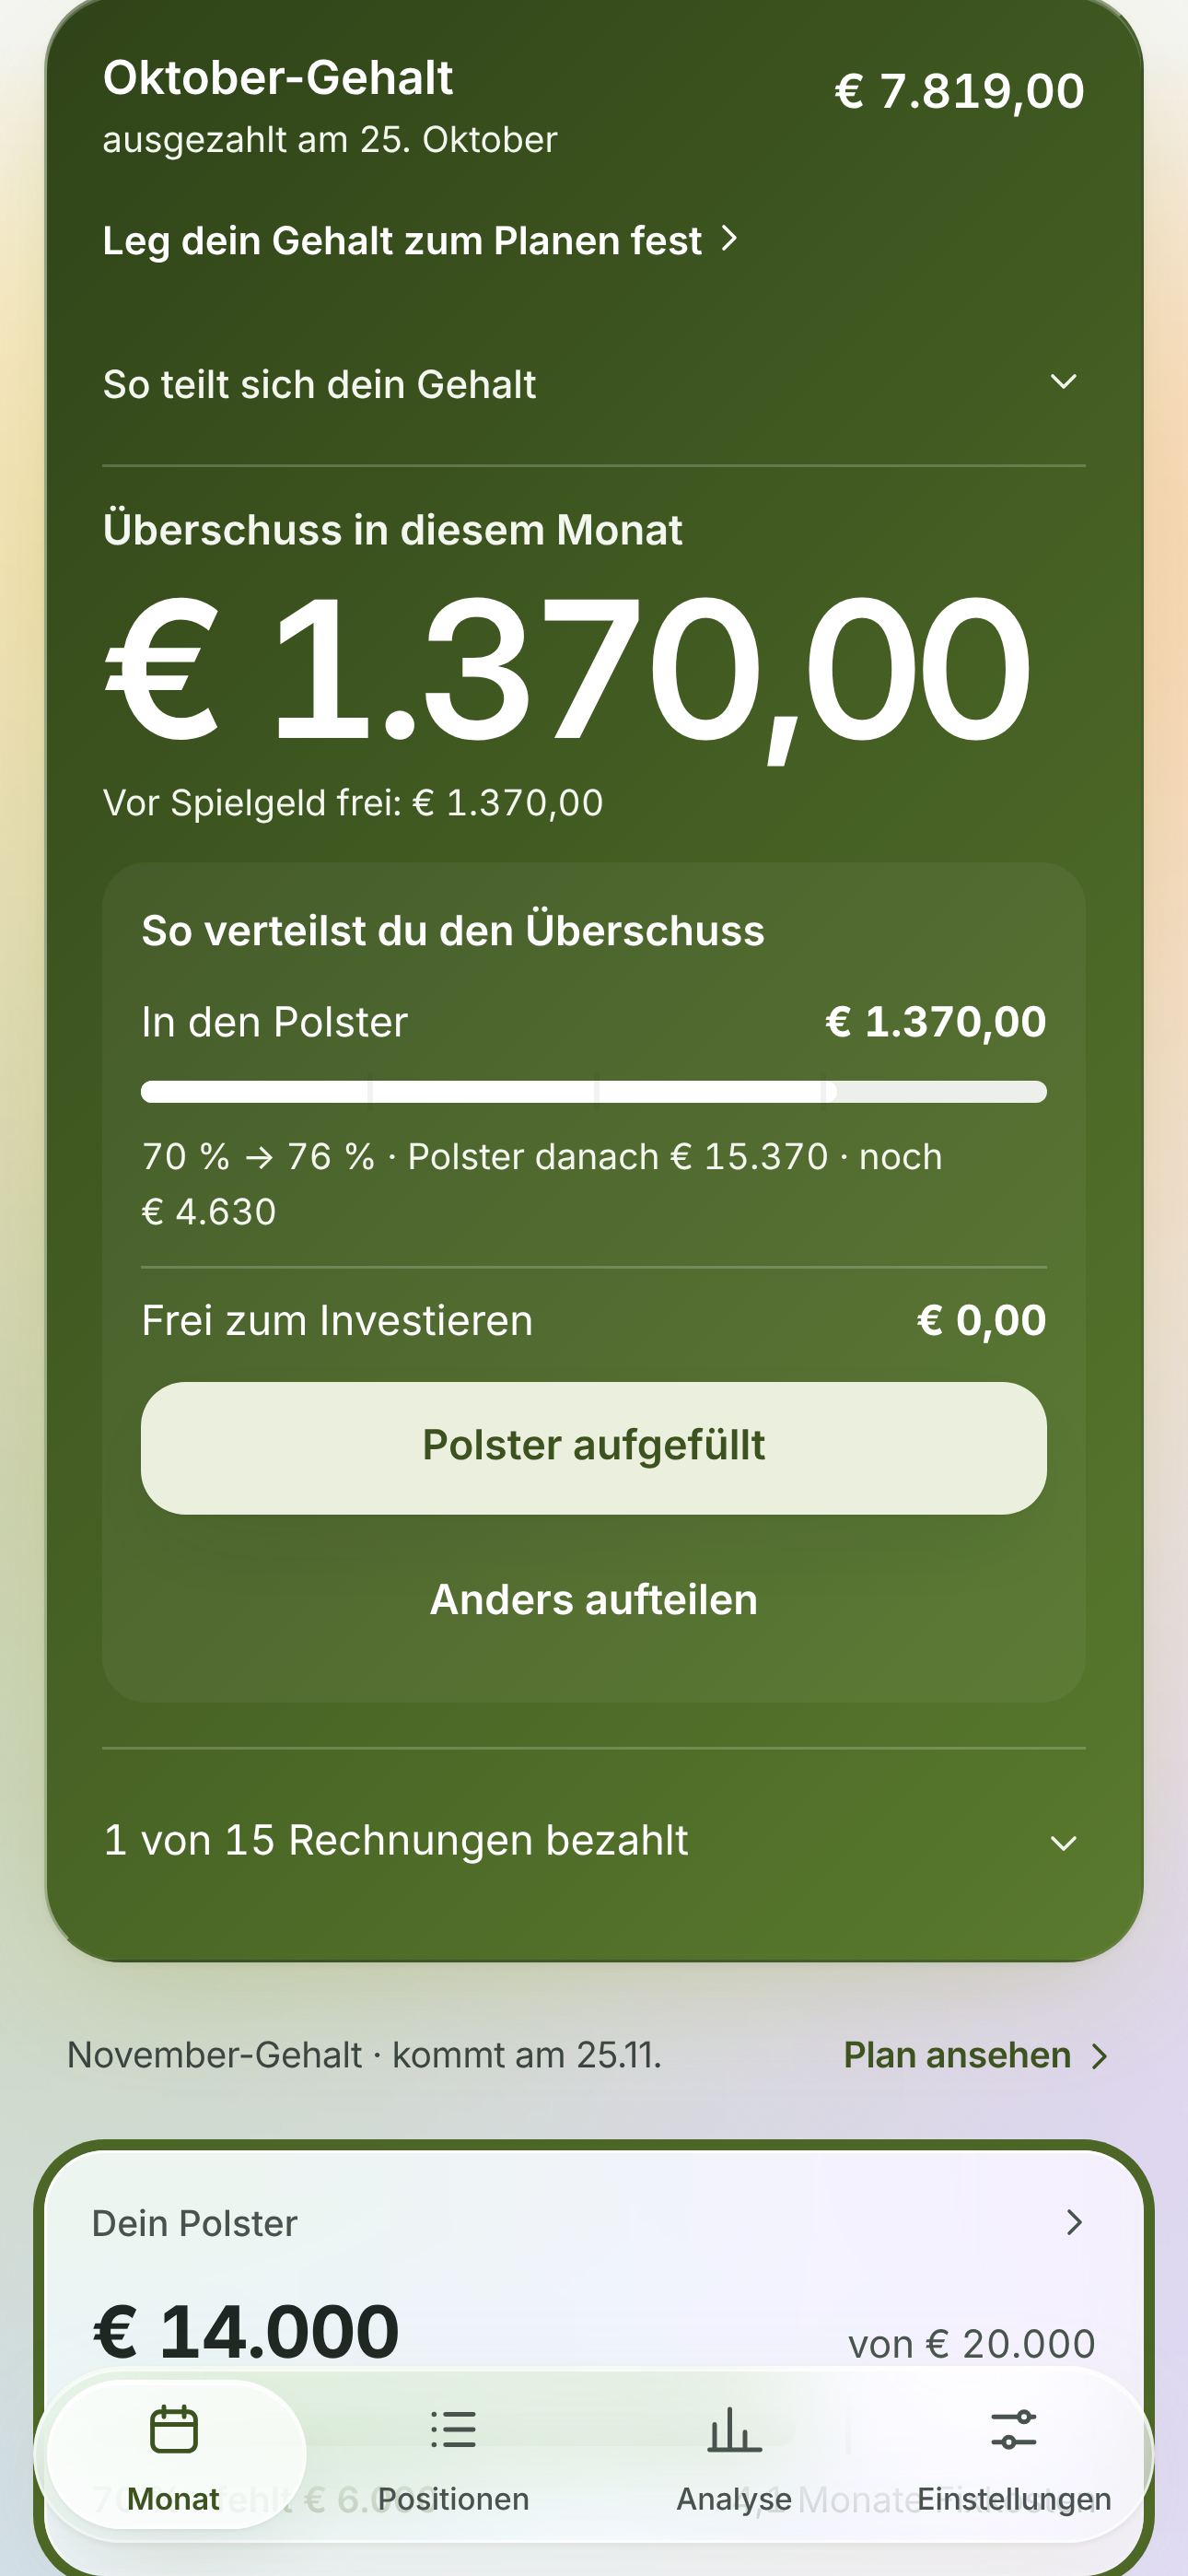 Oktober-Gehalt
€ 7.819,00
ausgezahlt am 25. Oktober
Leg dein Gehalt zum Planen fest
So teilt sich dein Gehalt
Überschuss in diesem Monat
€ 1.370,00
Vor Spielgeld frei: € 1.370,00
So verteilst du den Überschuss
In den Polster
€ 1.370,00
70 % → 76 % · Polster danach € 15.370 · noch
€ 4.630
Frei zum Investieren
€ 0,00
Polster aufgefüllt
Anders aufteilen
1 von 15 Rechnungen bezahlt
November-Gehalt · kommt am 25.11.
Plan ansehen
Dein Polster
€ 14.000
von € 20.000
Monat
Positionen
Analyse
Einstellungen